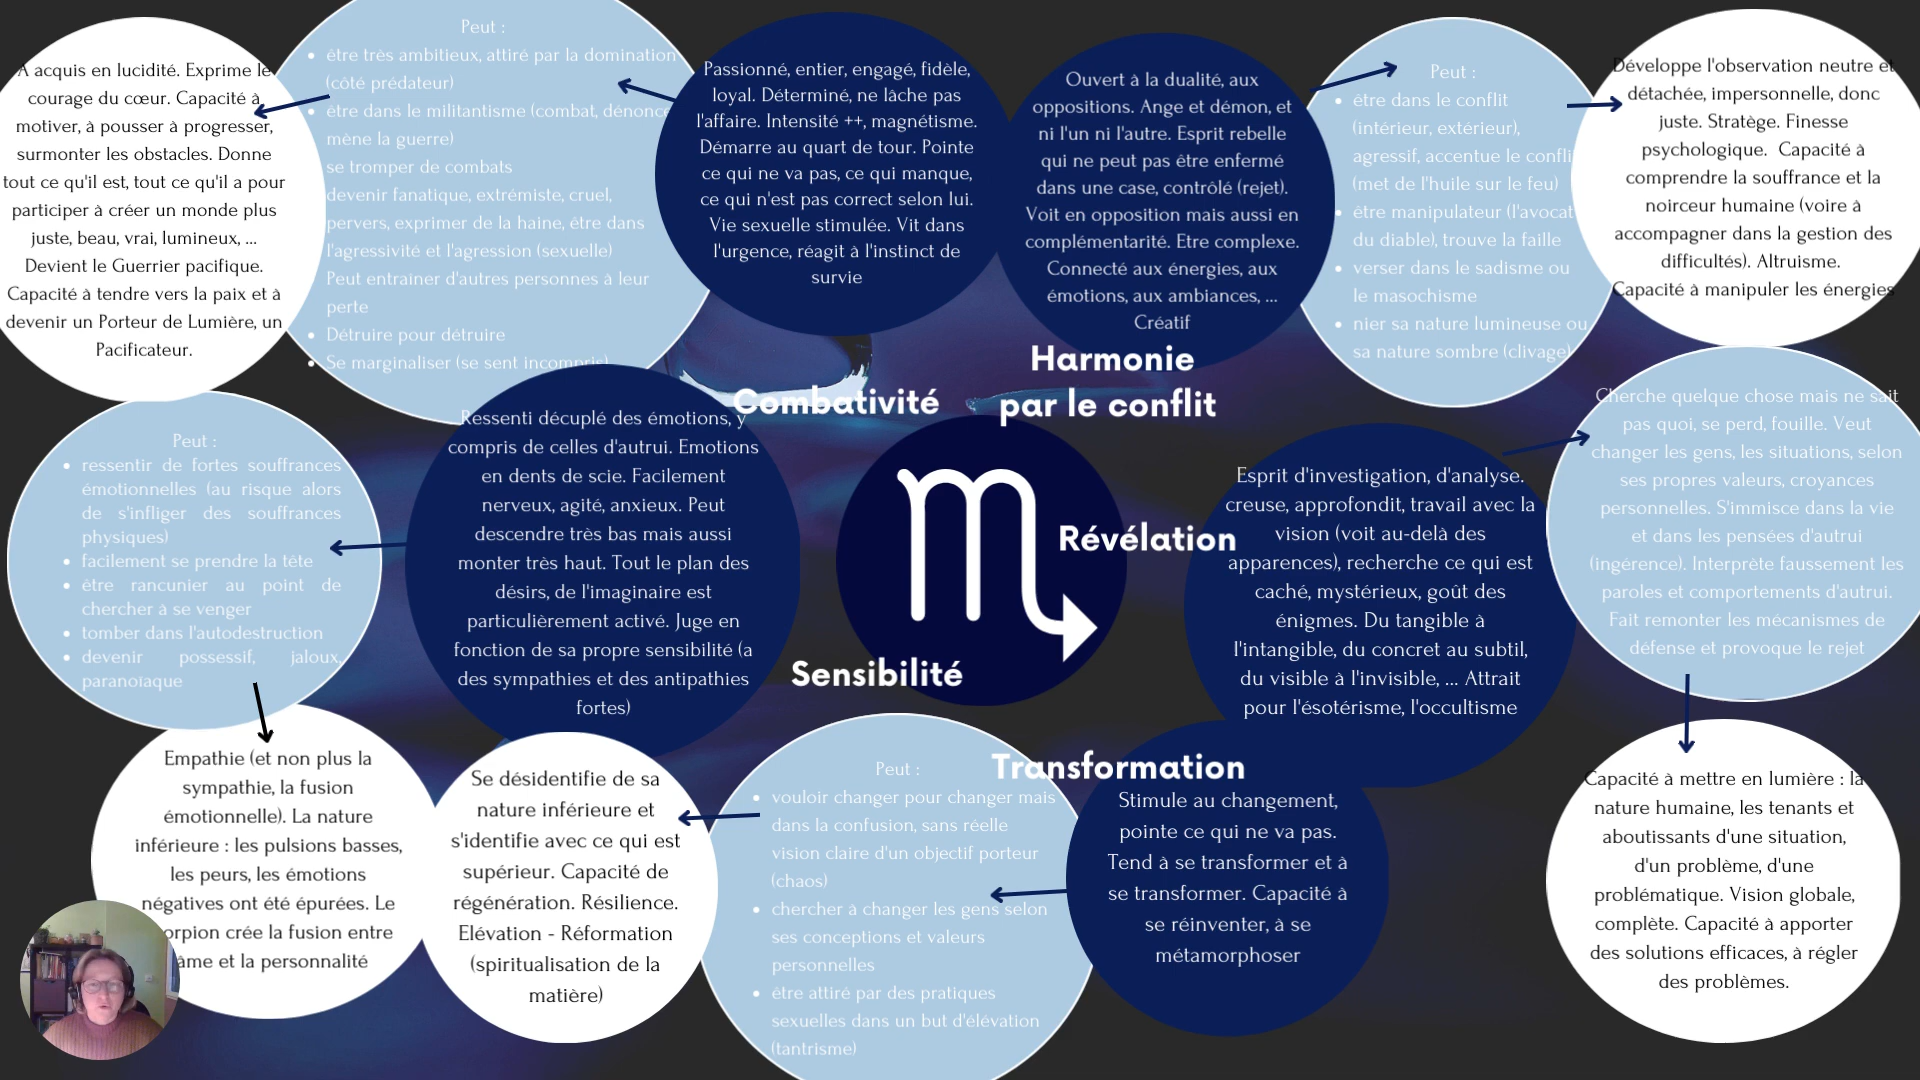 A acquis en lucidité. Exprime le
courage du cœur. Capacité à
motiver, à pousser à progresser,
surmonter les obstacles. Donne
tout ce qu'il est, tout ce qu'il a pour
participer à créer un monde plus
juste, beau, vrai, lumineux, ...
Devient le Guerrier pacifique.
Capacité à tendre vers la paix et à
devenir un Porteur de Lumière, un
Pacificateur.
Peut :
• être très ambitieux, attiré par la domination
(côté prédateur)
• être dans le militantisme (combat, dénonce
mène la guerre)
se tromper de combats
devenir fanatique, extrémiste, cruel,
pervers, exprimer de la haine, être dans
l'agressivité et l'agression (sexuelle)
Peut entraîner d'autres personnes à leur
perte
• Détruire pour détruire
• Se marginaliser (se sent incompris)
Passionné, entier, engagé, fidèle,
loyal. Déterminé, ne lâche pas
l'affaire. Intensité ++, magnétisme.
Démarre au quart de tour. Pointe
ce qui ne va pas, ce qui manque,
ce qui n'est pas correct selon lui.
Vie sexuelle stimulée. Vit dans
l'urgence, réagit à l'instinct de
survie
Ouvert à la dualité, aux
oppositions. Ange et démon, et
ni l'un ni l'autre. Esprit rebelle
qui ne peut pas être enfermé
dans une case, contrôlé (rejet).
Voit en opposition mais aussi en
complémentarité. Etre complexe.
Connecté aux énergies, aux
émotions, aux ambiances, ...
Créatif
Peut :
• être dans le conflit
(intérieur, extérieur),
agressif, accentue le confli
(met de l'huile sur le feu)
• être manipulateur (l'avocat
du diable), trouve la faille
• verser dans le sadisme ou
le masochisme
• nier sa nature lumineuse ou
sa nature sombre (clivage)
Développe l'observation neutre et
détachée, impersonnelle, donc
juste. Stratège. Finesse
psychologique. Capacité à
comprendre la souffrance et la
noirceur humaine (voire à
accompagner dans la gestion des
difficultés). Altruisme.
Capacité à manipuler les énergies
Combativité
Harmonie
par le conflit
Peut :
• ressentir de fortes souffrances
émotionnelles (au risque alors
de s'infliger des souffrances
physiques)
• facilement se prendre la tête
• être rancunier au point de
chercher à se venger
• tomber dans l'autodestruction
• devenir possessif, jaloux,
paranoïaque
Ressenti décuplé des émotions, y
compris de celles d'autrui. Emotions
en dents de scie. Facilement
nerveux, agité, anxieux. Peut
descendre très bas mais aussi
monter très haut. Tout le plan des
désirs, de l'imaginaire est
particulièrement activé. Juge en
fonction de sa propre sensibilité (a
des sympathies et des antipathies
fortes)
Révélation
Sensibilité
Esprit d'investigation, d'analyse.
creuse, approfondit, travail avec la
vision (voit au-delà des
apparences), recherche ce qui est
caché, mystérieux, goût des
énigmes. Du tangible à
l'intangible, du concret au subtil,
du visible à l'invisible, ... Attrait
pour l'ésotérisme, l'occultisme
Cherche quelque chose mais ne sait
pas quoi, se perd, fouille. Veut
changer les gens, les situations, selon
ses propres valeurs, croyances
personnelles. S'immisce dans la vie
et dans les pensées d'autrui
(ingérence). Interprète faussement les
paroles et comportements d'autrui.
Fait remonter les mécanismes de
défense et provoque le rejet
Empathie (et non plus la
sympathie, la fusion
émotionnelle). La nature
inférieure : les pulsions basses,
les peurs, les émotions
négatives ont été épurées. Le
orpion crée la fusion entre
âme et la personnalité
Se désidentifie de sa
nature inférieure et
s'identifie avec ce qui est
supérieur. Capacité de
régénération. Résilience.
Elévation - Réformation
(spiritualisation de la
matière)
Peut :
• vouloir changer pour changer mais
dans la confusion, sans réelle
vision claire d'un objectif porteur
(chaos)
• chercher à changer les gens selon
ses conceptions et valeurs
personnelles
• être attiré par des pratiques
sexuelles dans un but d'élévation
(tantrisme)
Transformation
Stimule au changement,
pointe ce qui ne va pas.
Tend à se transformer et à
se transformer. Capacité à
se réinventer, à se
métamorphoser
Capacité à mettre en lumière : la
nature humaine, les tenants et
aboutissants d'une situation,
d'un problème, d'une
problématique. Vision globale,
complète. Capacité à apporter
des solutions efficaces, à régler
des problèmes.